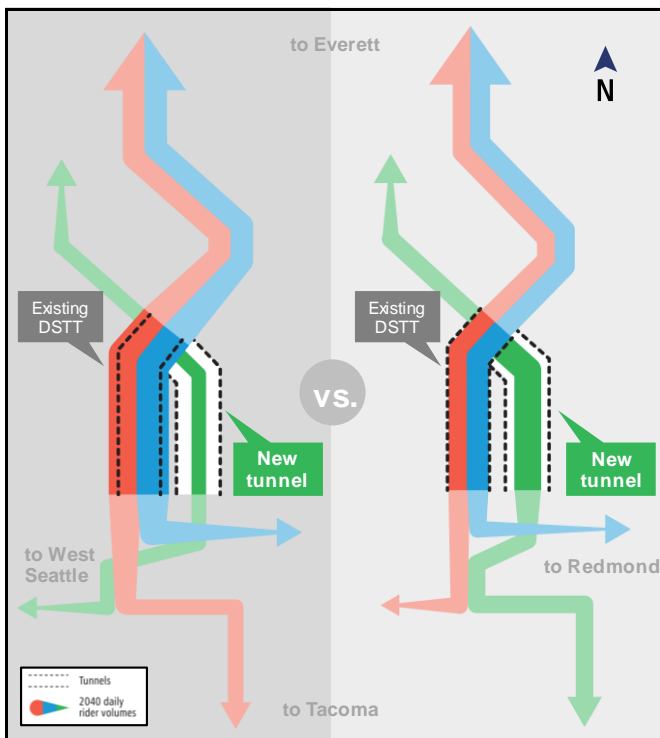 to Everett
N
Existing
DSTT
Existing
DSTT
vs.
New
tunnel
New
tunnel
to West
Seattle
to Redmond
Tunnels
2040 daily
rider volumes
to Tacoma